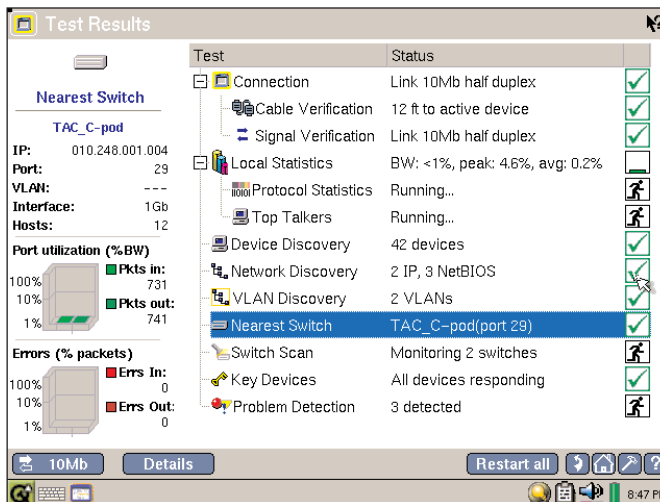 Test Results
Nearest Switch
TAC_C-pod
IP: 010.248.001.004
Port: 29
VLAN: ---
Interface: 1Gb
Hosts: 12
Port utilization (%BW)
100%
10%
1%
Pkts in:
731
Pkts out:
741
Errors (% packets)
100%
10%
1%
Errs In:
0
Errs Out:
0
Test Status
Connection Link 10Mb half duplex
Cable Verification 12 ft to active device
Signal Verification Link 10Mb half duplex
Local Statistics BW: <1%, peak: 4.6%, avg: 0.2%
Protocol Statistics Running...
Top Talkers Running...
Device Discovery 42 devices
Network Discovery 2 IP, 3 NetBIOS
VLAN Discovery 2 VLANs
Nearest Switch TAC_C-pod(port 29)
Switch Scan Monitoring 2 switches
Key Devices All devices responding
Problem Detection 3 detected
10Mb Details Restart all ?
8:47 PM